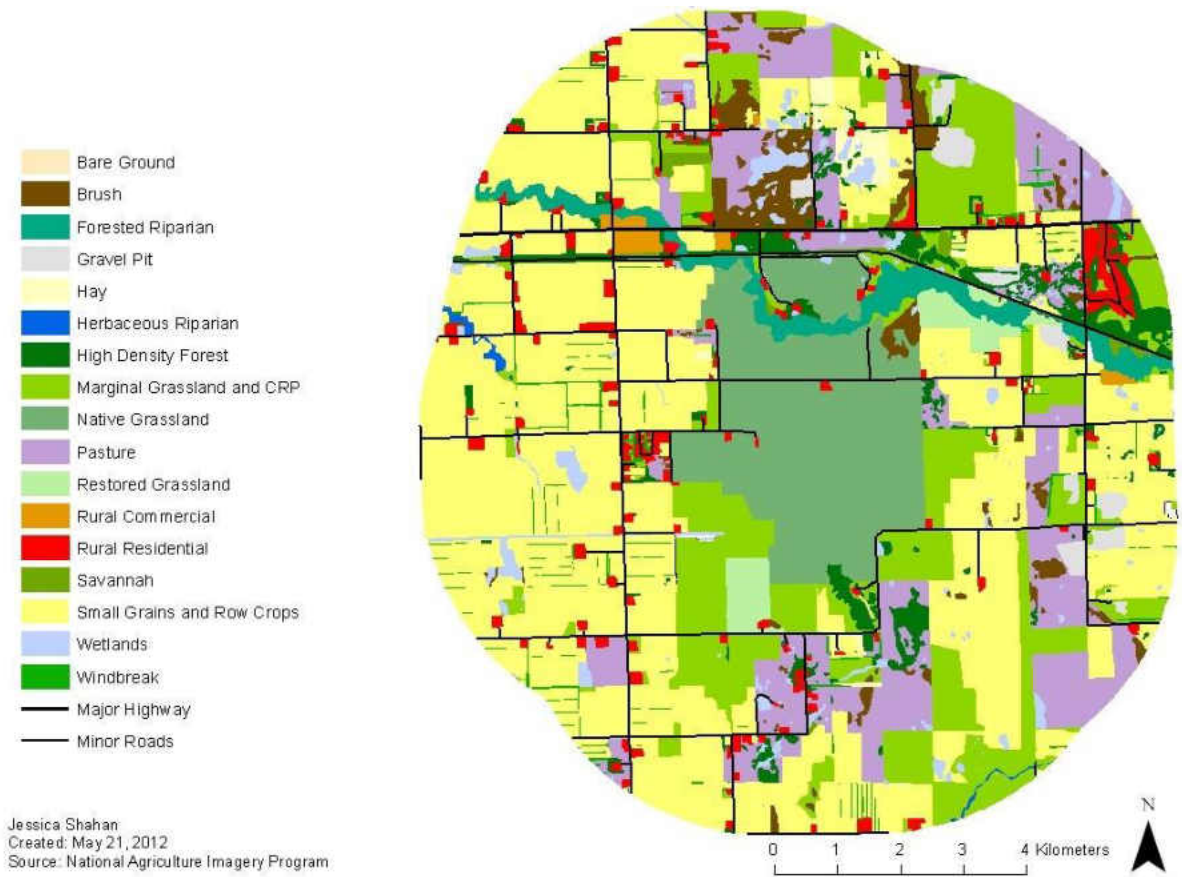 Bare Ground
Brush
Forested Riparian
Gravel Pit
Hay
Herbaceous Riparian
High Density Forest
Marginal Grassland and CRP
Native Grassland
Pasture
Restored Grassland
Rural Commercial
Rural Residential
Savannah
Small Grains and Row Crops
Wetlands
Windbreak
Major Highway
Minor Roads
Jessica Shahan
Created: May 21, 2012
Source: National Agriculture Imagery Program
0 1 2 3 4 Kilometers
N